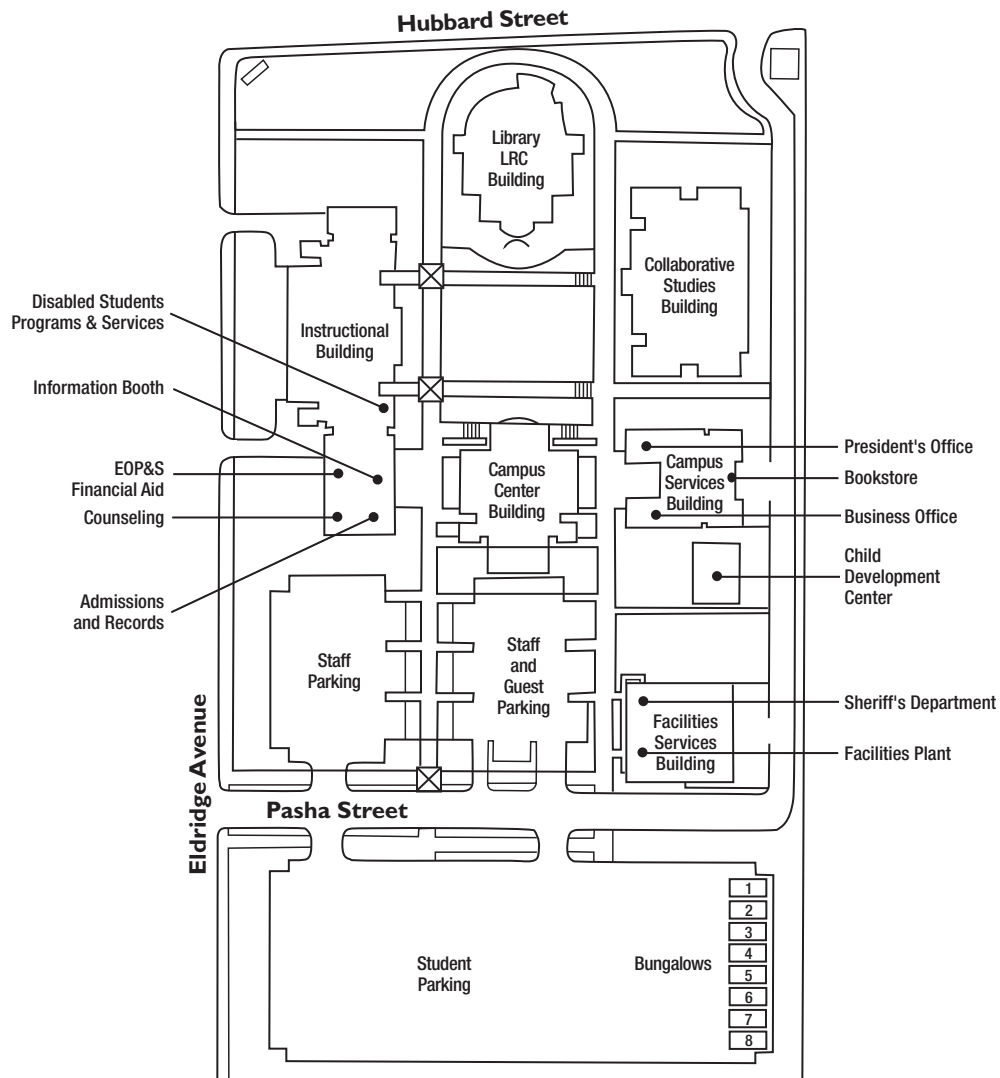 Hubbard Street
Library
LRC
Building
Collaborative
Studies
Building
Disabled Students
Programs & Services
Instructional
Building
Information Booth
EOP&S
Financial Aid
Counseling
Admissions
and Records
Campus
Center
Building
Campus
Services
Building
President's Office
Bookstore
Business Office
Child
Development
Center
Staff
Parking
Staff
and
Guest
Parking
Sheriff's Department
Facilities
Services
Building
Facilities Plant
Eldridge Avenue
Pasha Street
Student
Parking
Bungalows
1
2
3
4
5
6
7
8